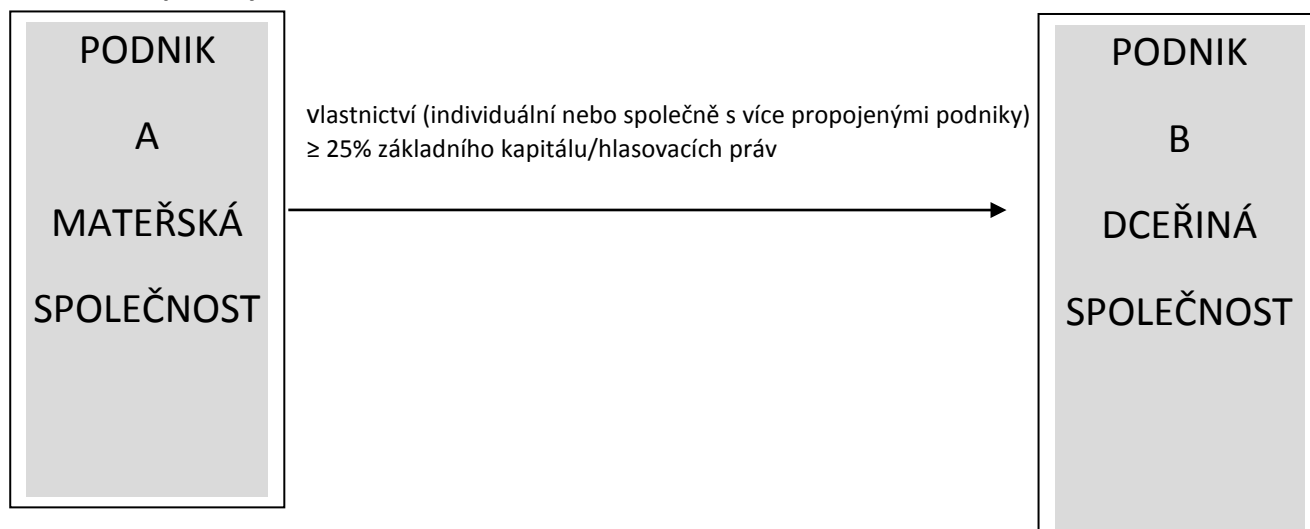 PODNIK
A
MATEŘSKÁ
SPOLEČNOST
vlastnictví (individuální nebo společně s více propojenými podniky)
≥ 25% základního kapitálu/hlasovacích práv
PODNIK
B
DCEŘINÁ
SPOLEČNOST